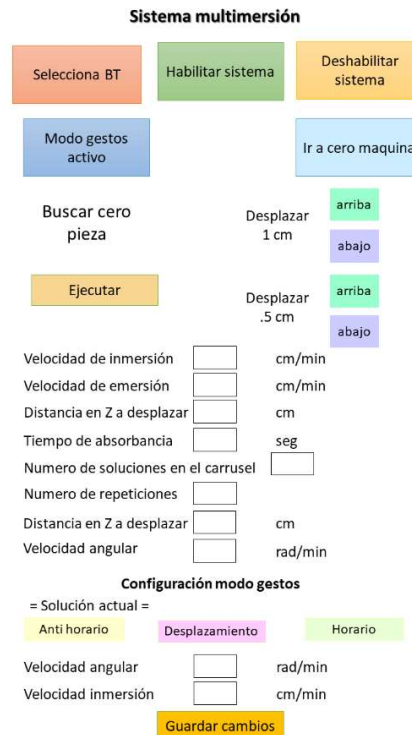 Sistema multimersión
Selecciona BT
Habilitar sistema
Deshabilitar
sistema
Modo gestos
activo
Ir a cero maquina
Buscar cero
pieza
Desplazar
1 cm
arriba
abajo
Ejecutar
Desplazar
.5 cm
arriba
abajo
Velocidad de inmersión cm/min
Velocidad de emersión cm/min
Distancia en Z a desplazar cm
Tiempo de absorbancia seg
Numero de soluciones en el carrusel
Numero de repeticiones
Distancia en Z a desplazar cm
Velocidad angular rad/min
Configuración modo gestos
= Solución actual =
Anti horario Desplazamiento Horario
Velocidad angular rad/min
Velocidad inmersión cm/min
Guardar cambios